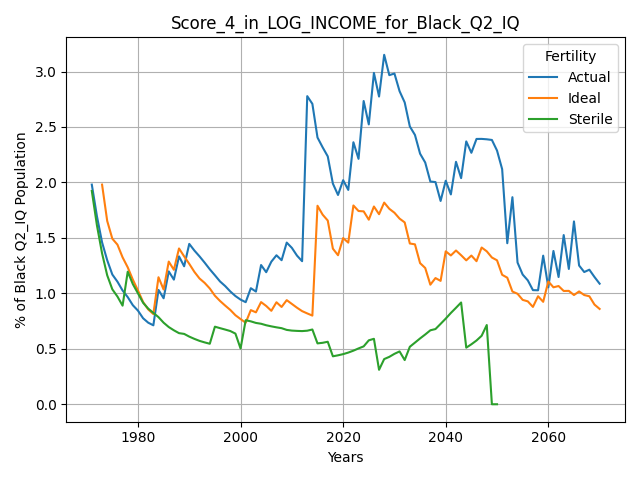 Score_4_in_LOG_INCOME_for_Black_Q2_IQ
Fertility
Actual
Ideal
Sterile
% of Black Q2_IQ Population
3.0
2.5
2.0
1.5
1.0
0.5
0.0
1980 2000 2020 2040 2060
Years